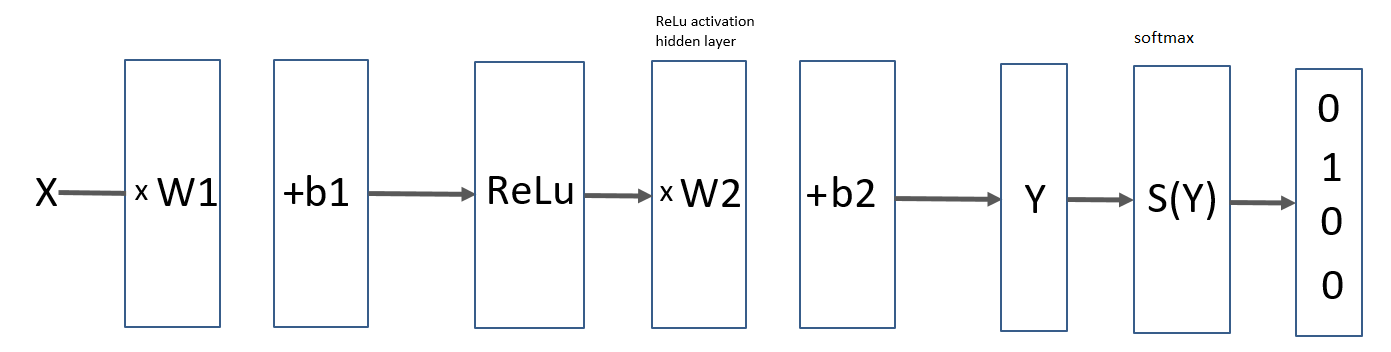 ReLu activation
hidden layer
softmax
X
x W1
+b1
ReLu
x W2
+b2
Y
S(Y)
0
1
0
0